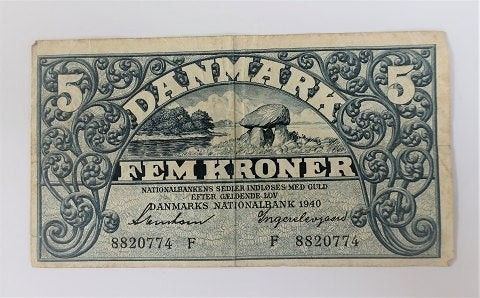 5 DANMARK 5
FEM KRONER
NATIONALBANKENS SEDLER INDLØSES MED GULD
EFTER GÆLDENDE LOV
DANMARKS NATIONALBANK 1940
8820774 F F 8820774